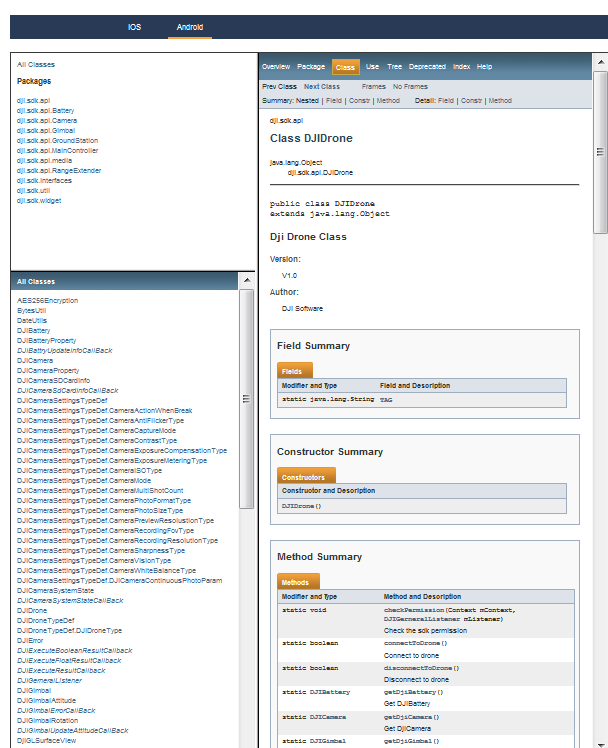 iOS Android
All Classes
Packages
dji.sdk.api
dji.sdk.api.Battery
dji.sdk.api.Camera
dji.sdk.api.Gimbal
dji.sdk.api.GroundStation
dji.sdk.api.MainController
dji.sdk.api.media
dji.sdk.api.RangeExtender
dji.sdk.interfaces
dji.sdk.util
dji.sdk.widget
All Classes
AES256Encryption
BytesUtil
DateUtils
DJIBattery
DJIBatteryProperty
DJIBattryUpdateInfoCallBack
DJICamera
DJICameraProperty
DJICameraSDCardInfo
DJICameraSdCardInfoCallBack
DJICameraSettingsTypeDef
DJICameraSettingsTypeDef.CameraActionWhenBreak
DJICameraSettingsTypeDef.CameraAntiFlickerType
DJICameraSettingsTypeDef.CameraCaptureMode
DJICameraSettingsTypeDef.CameraContrastType
DJICameraSettingsTypeDef.CameraExposureCompensationType
DJICameraSettingsTypeDef.CameraExposureMeteringType
DJICameraSettingsTypeDef.CameraISOType
DJICameraSettingsTypeDef.CameraMode
DJICameraSettingsTypeDef.CameraMultiShotCount
DJICameraSettingsTypeDef.CameraPhotoFormatType
DJICameraSettingsTypeDef.CameraPhotoSizeType
DJICameraSettingsTypeDef.CameraPreviewResolustionType
DJICameraSettingsTypeDef.CameraRecordingFovType
DJICameraSettingsTypeDef.CameraRecordingResolutionType
DJICameraSettingsTypeDef.CameraSharpnessType
DJICameraSettingsTypeDef.CameraVisionType
DJICameraSettingsTypeDef.CameraWhiteBalanceType
DJICameraSettingsTypeDef.DJICameraContinuousPhotoParam
DJICameraSystemState
DJICameraSystemStateCallBack
DJIDrone
DJIDroneTypeDef
DJIDroneTypeDef.DJIDroneType
DJIError
DJIExecuteBooleanResultCallback
DJIExecuteFloatResultCallback
DJIExecuteResultCallback
DJIGerneralListener
DJIGimbal
DJIGimbalAttitude
DJIGimbalErrorCallBack
DJIGimbalRotation
DJIGimbalUpdateAttitudeCallBack
DjiGLSurfaceView
Overview Package Class Use Tree Deprecated Index Help
Prev Class Next Class Frames No Frames
Summary: Nested | Field | Constr | Method Detail: Field | Constr | Method
dji.sdk.api
Class DJIDrone
java.lang.Object
dji.sdk.api.DJIDrone
public class DJIDrone
extends java.lang.Object
Dji Drone Class
Version:
V1.0
Author:
DJI Software
Field Summary
Fields
Modifier and Type Field and Description
static java.lang.String TAG
Constructor Summary
Constructors
Constructor and Description
DJIDrone()
Method Summary
Methods
Modifier and Type Method and Description
static void checkPermission(Context mContext,
DJIGerneralListener mListener)
Check the sdk permission
static boolean connectToDrone()
Connect to drone
static boolean disconnectToDrone()
Disconnect to drone
static DJIBattery getDjiBattery()
Get DJIBattery
static DJICamera getDjiCamera()
Get DjiCamera
static DJIGimbal getDjiGimbal()